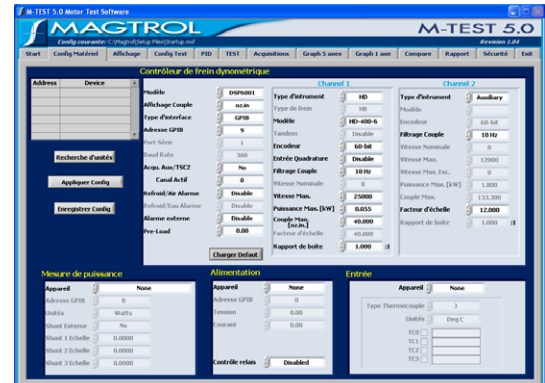 M-TEST 5.0 Motor Test Software
MAGTROL
M-TEST 5.0
Config courante: C:\Magtrol\Setup Files\Startup.msf
Revision 1.04
Start Config Matériel Affichage Config Test PID TEST Acquisitions Graph 5 axes Graph 1 axe Compare Rapport Sécurité Exit
Contrôleur de frein dynométrique
Address Device
Recherche d'unités
Appliquer Config
Enregistrer Config
Modèle DSP6001
Affichage Couple oz.in
Type d'interface GPIB
Adresse GPIB 9
Port Série 1
Baud Rate 300
Acqu. Aux/TSC2 No
Canal Actif 0
Refroid/Air Alarme Disable
Refroid/Eau Alarme Disable
Alarme externe Disable
Pre-Load 0.00
Charger Defaut
Channel 1
Type d'intrument HD
Type de frein HD
Modèle HD-400-6
Tandem Disable
Encodeur 60-bit
Entrée Quadrature Disable
Filtrage Couple 10 Hz
Vitesse Nominale 0
Vitesse Max. 25000
Puissance Max. [kW] 0.055
Couple Max. [oz.in.] 40.000
Facteur d'échelle 40.000
Rapport de boite 1.000 :1
Channel 2
Type d'intrument Auxiliary
Modèle
Encodeur 60-bit
Filtrage Couple 10 Hz
Vitesse Nominale 0
Vitesse Max. 12000
Vitesse Max. Exc. 0
Puissance Max. [kW] 1.000
Couple Max. 133.300
Facteur d'échelle 12.000
Rapport de boite 1.000 :1
Mesure de puissance
Appareil None
Adresse GPIB 0
Unités Watts
Shunt Externe No
Shunt 1 Echelle 0.0000
Shunt 2 Echelle 0.0000
Shunt 3 Echelle 0.0000
Alimentation
Appareil None
Adresse GPIB 0
Tension 0.00
Courant 0.00
Contrôle relais Disabled
Entrée
Appareil None
Type Thermocouple J
Unités Deg C
TC0
TC1
TC2
TC3